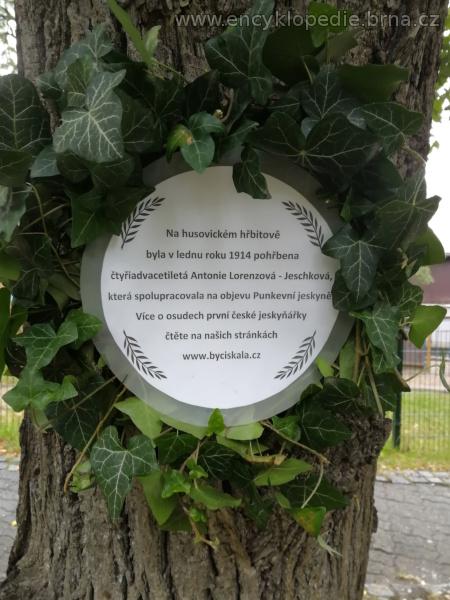 www.encyklopedie.brna.cz
Na husovickém hřbitově
byla v lednu roku 1914 pohřbena
čtyřiadvacetiletá Antonie Lorenzová - Jeschková,
která spolupracovala na objevu Punkevní jeskyně
Více o osudech první české jeskyňářky
čtěte na našich stránkách
www.byciskala.cz